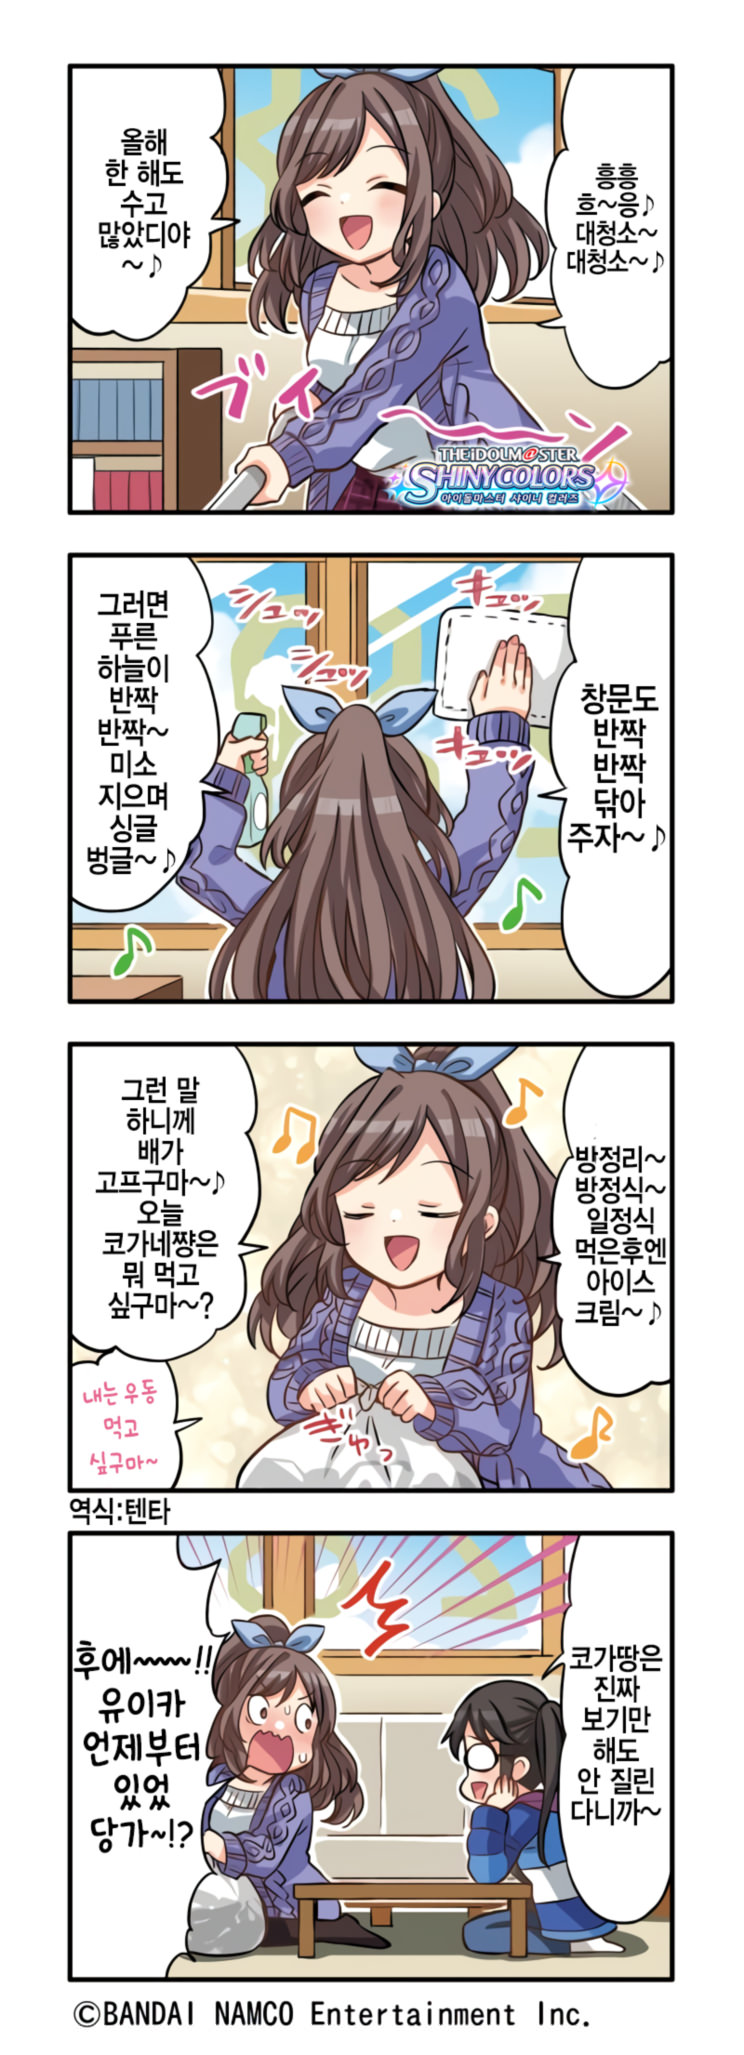 흥흥
흐~응♪
대청소~
대청소~♪
올해
한 해도
수고
많았디야
~♪
ブイ~ン
THE iDOLM@STER
SHINYCOLORS
아이돌마스터 샤이니 컬러즈
창문도
반짝
반짝
닦아
주자~♪
그러면
푸른
하늘이
반짝
반짝~
미소
지으며
싱글
벙글~♪
シュッ
シュッ
キュッ
キュッ
방정리~
방정식~
일정식
먹은후엔
아이스
크림~♪
그런 말
하니께
배가
고프구마~♪
오늘
코가네쨩은
뭐 먹고
싶구마~?
내는 우동
먹고
싶구마~
ぎゅっ
역식:텐타
코가땅은
진짜
보기만
해도
안 질린
다니까~
후에~~~!!
유이카
언제부터
있었
당가~!?
©BANDAI NAMCO Entertainment Inc.